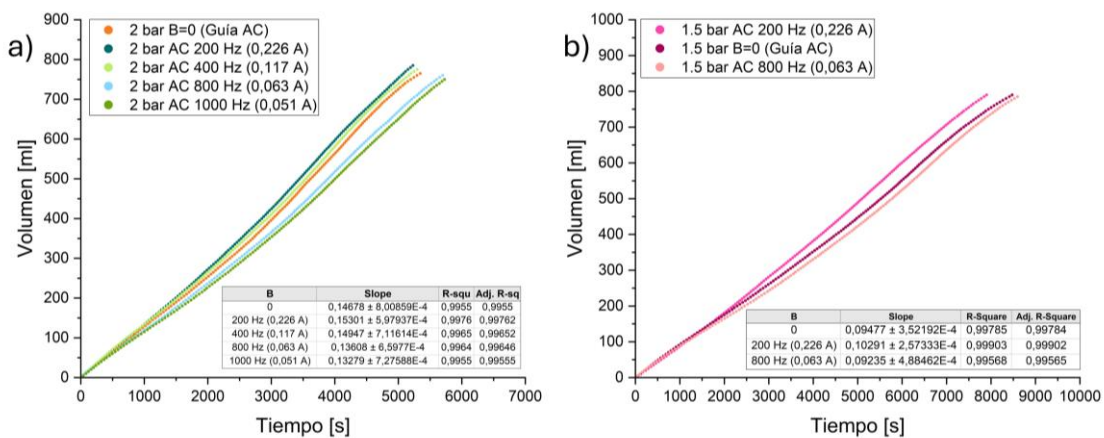 a)
900
800
700
600
500
400
300
200
100
0
Volumen [ml]
2 bar B=0 (Guía AC)
2 bar AC 200 Hz (0,226 A)
2 bar AC 400 Hz (0,117 A)
2 bar AC 800 Hz (0,063 A)
2 bar AC 1000 Hz (0,051 A)
B Slope R-squ Adj. R-sq
0 0,14678 ± 8,00859E-4 0,9955 0,9955
200 Hz (0,226 A) 0,15301 ± 5,97937E-4 0,9976 0,99762
400 Hz (0,117 A) 0,14947 ± 7,11614E-4 0,9965 0,99652
800 Hz (0,063 A) 0,13608 ± 6,5977E-4 0,9964 0,99646
1000 Hz (0,051 A) 0,13279 ± 7,27588E-4 0,9955 0,99555
0 1000 2000 3000 4000 5000 6000 7000
Tiempo [s]
b)
1000
900
800
700
600
500
400
300
200
100
0
Volumen [ml]
1.5 bar AC 200 Hz (0,226 A)
1.5 bar B=0 (Guía AC)
1.5 bar AC 800 Hz (0,063 A)
B Slope R-Square Adj. R-Square
0 0,09477 ± 3,52192E-4 0,99785 0,99784
200 Hz (0,226 A) 0,10291 ± 2,57333E-4 0,99903 0,99902
800 Hz (0,063 A) 0,09235 ± 4,88462E-4 0,99568 0,99565
0 1000 2000 3000 4000 5000 6000 7000 8000 9000 10000
Tiempo [s]